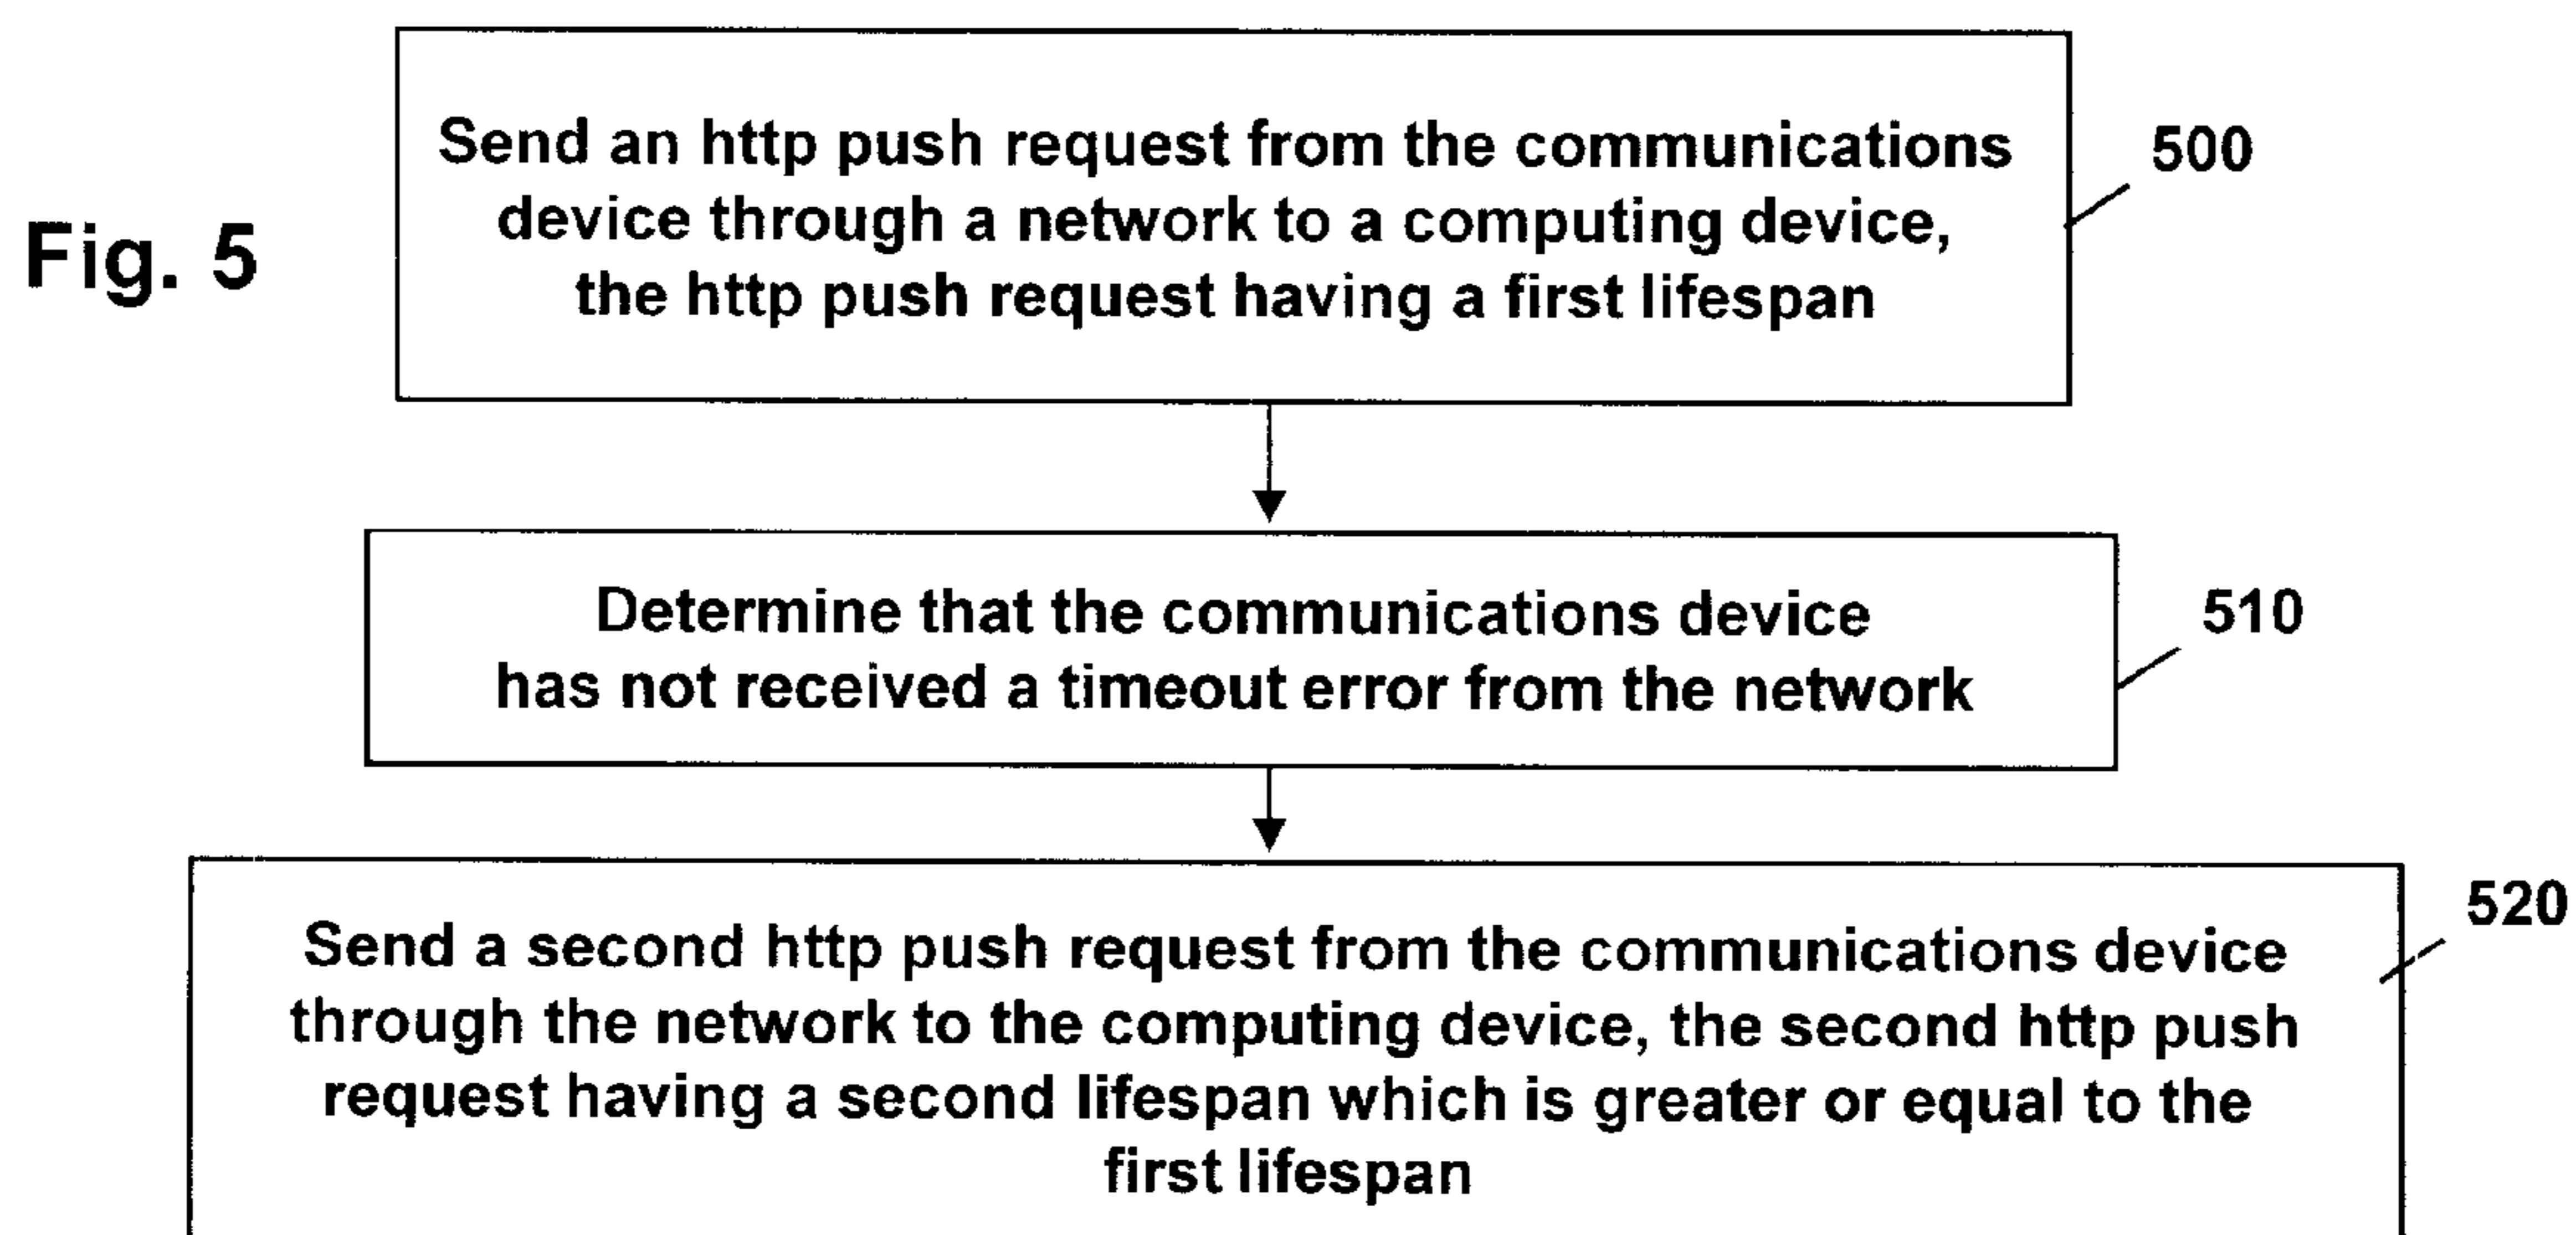 Fig. 5
Send an http push request from the communications
device through a network to a computing device,
the http push request having a first lifespan
500
Determine that the communications device
has not received a timeout error from the network
510
Send a second http push request from the communications device
through the network to the computing device, the second http push
request having a second lifespan which is greater or equal to the
first lifespan
520